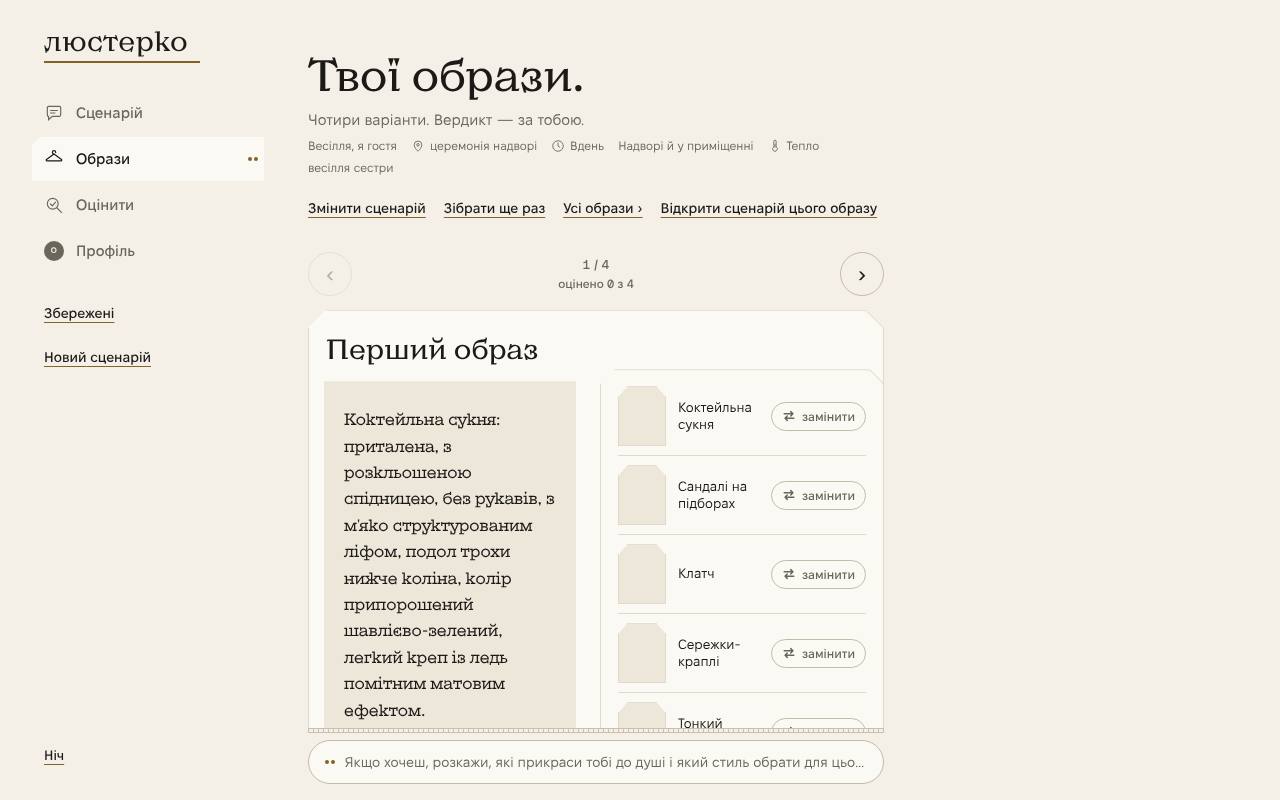 люстерко
Сценарій
Образи
Оцінити
Профіль
Збережені
Новий сценарій
Ніч
Твої образи.
Чотири варіанти. Вердикт — за тобою.
Весілля, я гостя церемонія надворі Вдень Надворі й у приміщенні Тепло
весілля сестри
Змінити сценарій Зібрати ще раз Усі образи › Відкрити сценарій цього образу
‹ 1 / 4 ›
оцінено 0 з 4
Перший образ
Коктейльна сукня:
приталена, з
розкльошеною
спідницею, без рукавів, з
м'яко структурованим
ліфом, подол трохи
нижче коліна, колір
припорошений
шавлієво-зелений,
легкий креп із ледь
помітним матовим
ефектом.
Коктейльна
сукня
замінити
Сандалі на
підборах
замінити
Клатч
замінити
Сережки-
краплі
замінити
Тонкий
Якщо хочеш, розкажи, які прикраси тобі до душі і який стиль обрати для цьо...